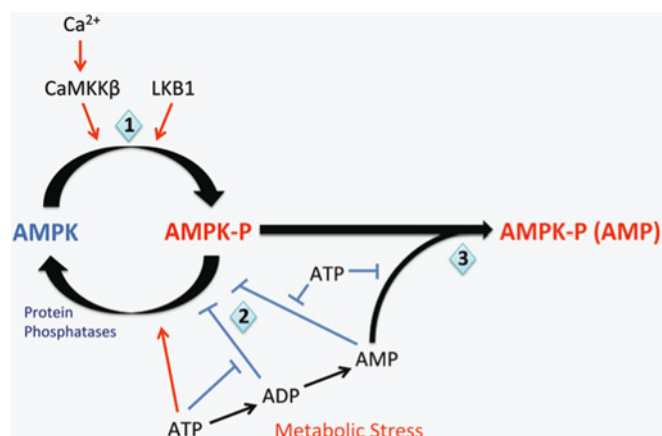 Ca²⁺
CaMKKβ LKB1
1
AMPK AMPK-P AMPK-P (AMP)
3
ATP
Protein
Phosphatases
2
AMP
ADP
ATP
Metabolic Stress